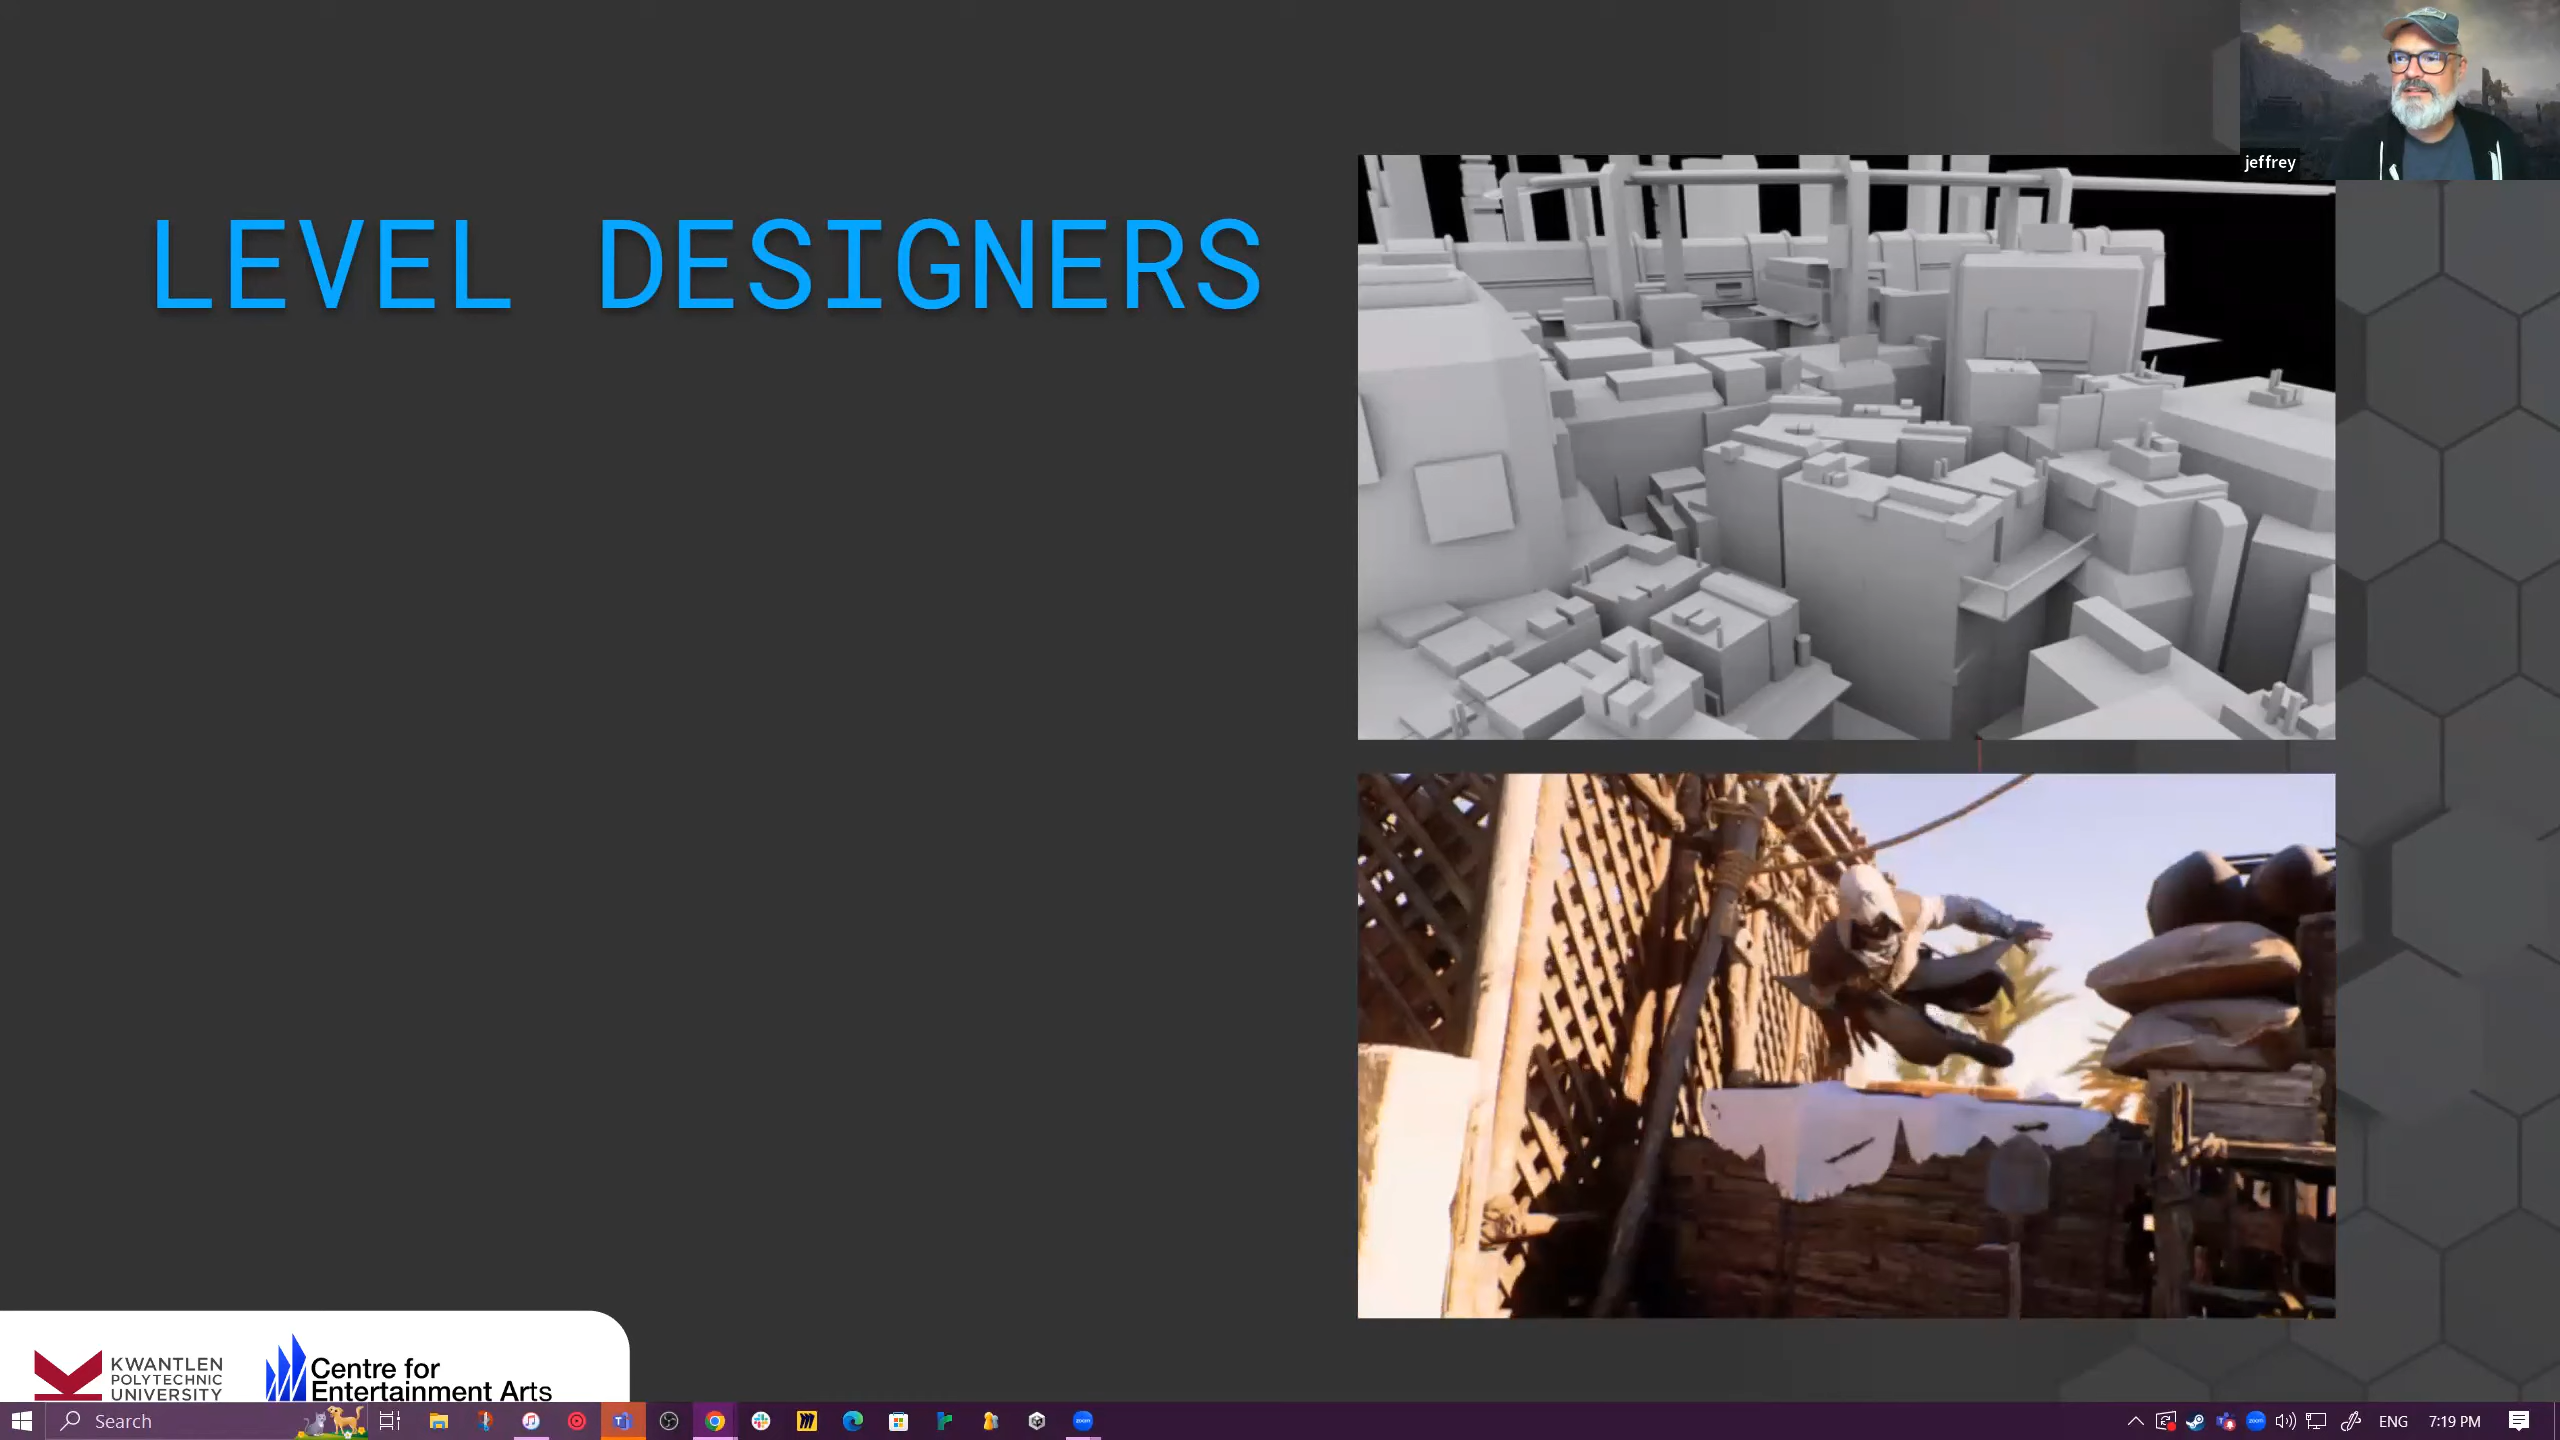 jeffrey
LEVEL DESIGNERS
KWANTLEN
POLYTECHNIC
UNIVERSITY
Centre for
Entertainment Arts
Search
ENG
7:19 PM